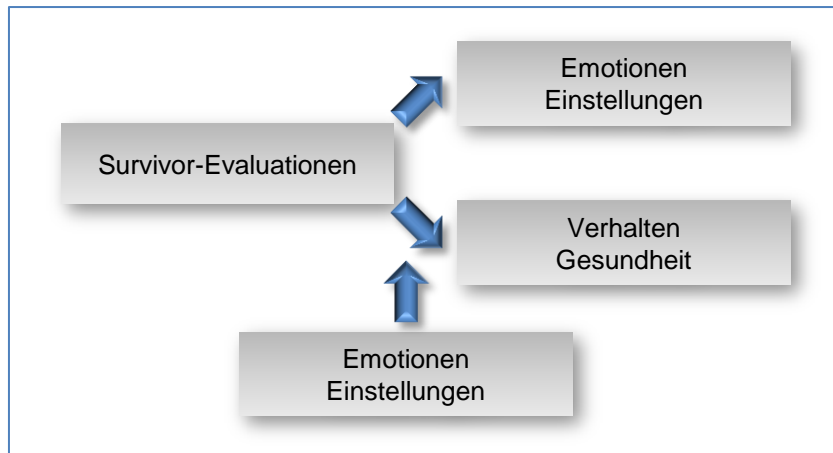 Emotionen
Einstellungen
Survivor-Evaluationen
Verhalten
Gesundheit
Emotionen
Einstellungen